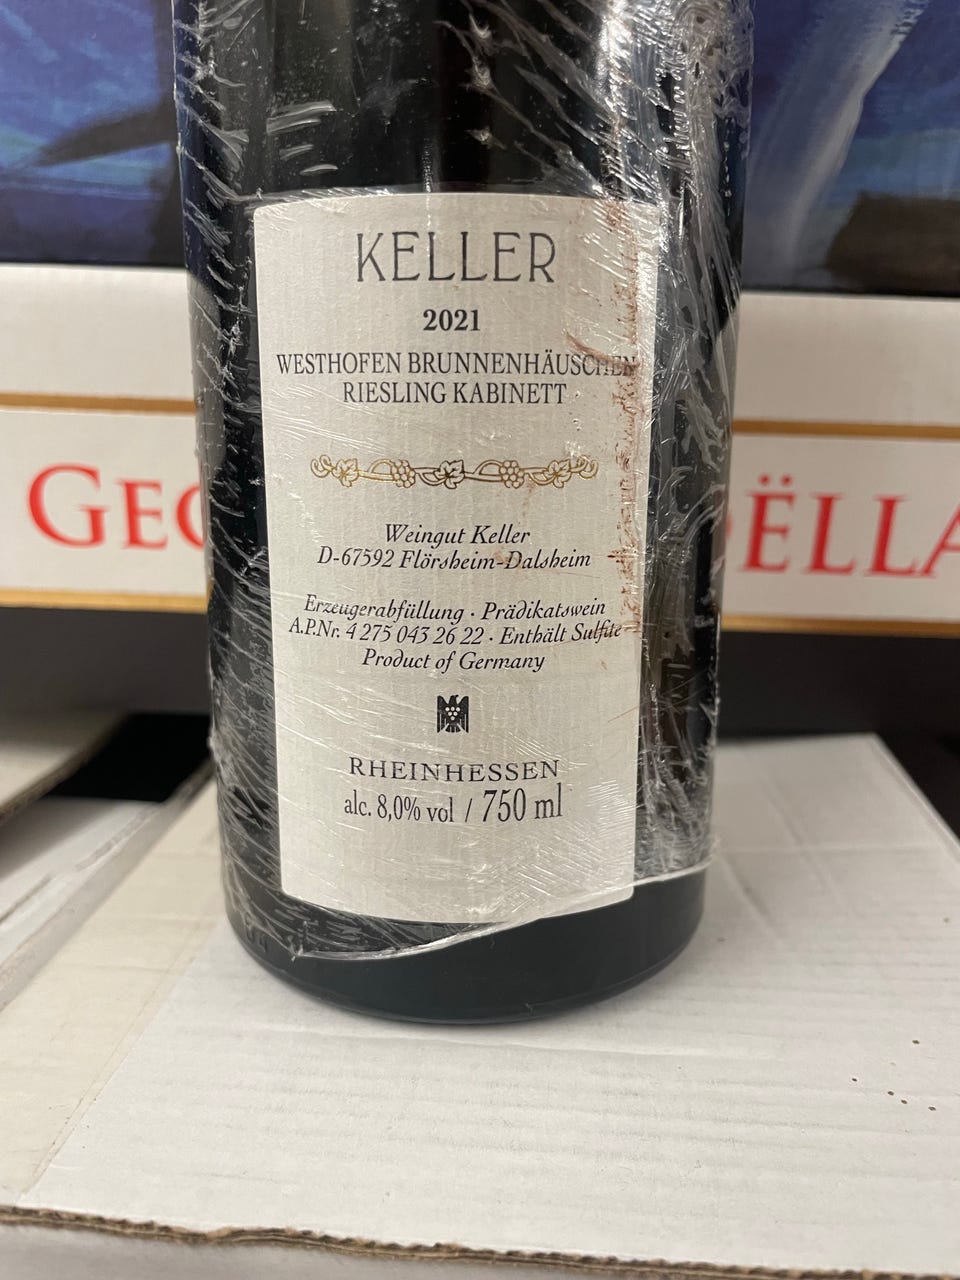 KELLER
2021
WESTHOFEN BRUNNENHÄUSCHEN
RIESLING KABINETT
Weingut Keller
D-67592 Flörsheim-Dalsheim
Erzeugerabfüllung · Prädikatswein
A.P.Nr. 4 275 043 26 22 · Enthält Sulfite
Product of Germany
RHEINHESSEN
alc. 8,0% vol / 750 ml